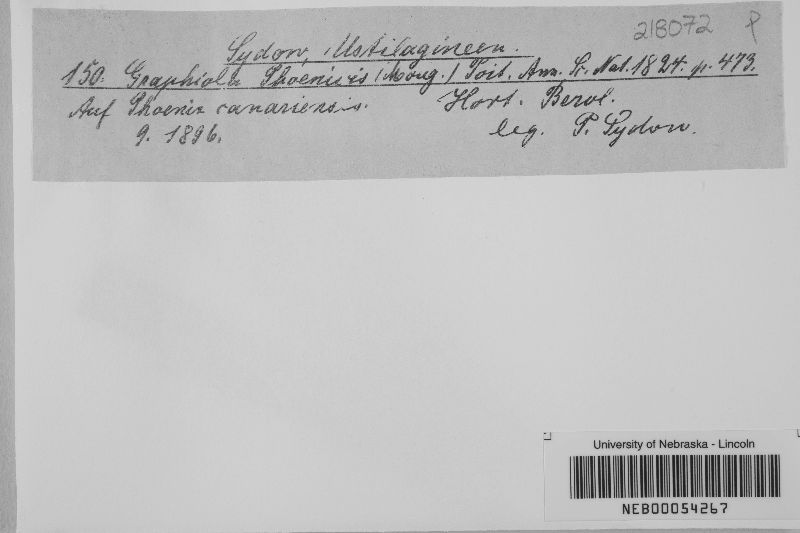 218072 P
Sydow, Ustilagineen.
150. Graphiola Phoenicis (Moug.) Poit. Ann. Sc. Nat. 1824. p. 473.
Auf Phoenix canariensis. Hort. Berol.
9. 1896. leg. P. Sydow.
University of Nebraska - Lincoln
NEB00054267